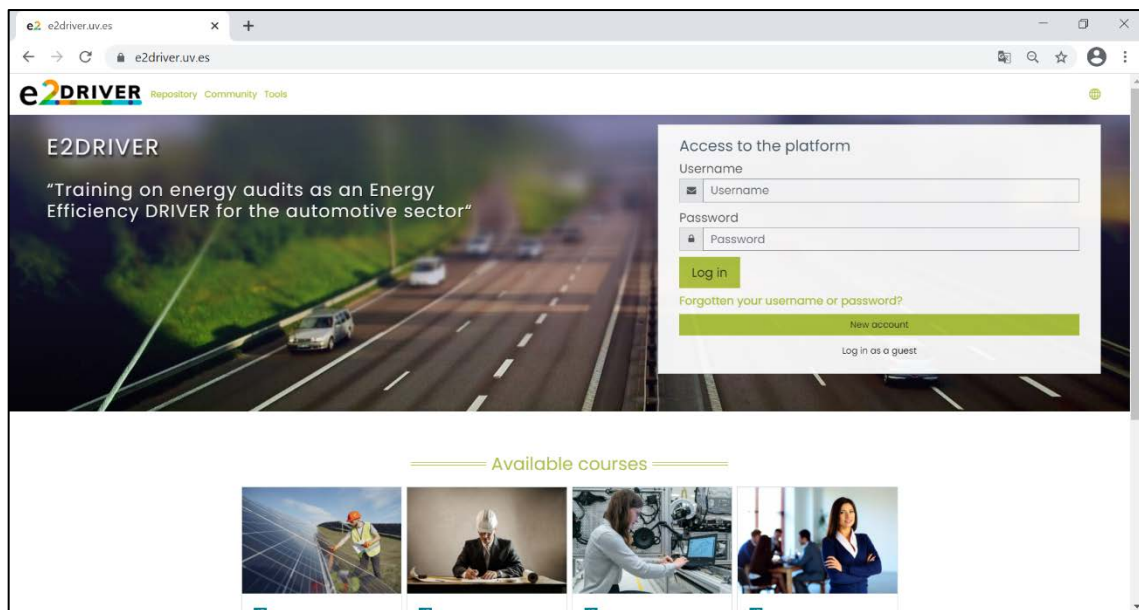 e2 e2driver.uv.es
e2driver.uv.es
e2DRIVER Repository Community Tools
E2DRIVER
“Training on energy audits as an Energy
Efficiency DRIVER for the automotive sector“
Access to the platform
Username
Username
Password
Password
Log in
Forgotten your username or password?
New account
Log in as a guest
Available courses